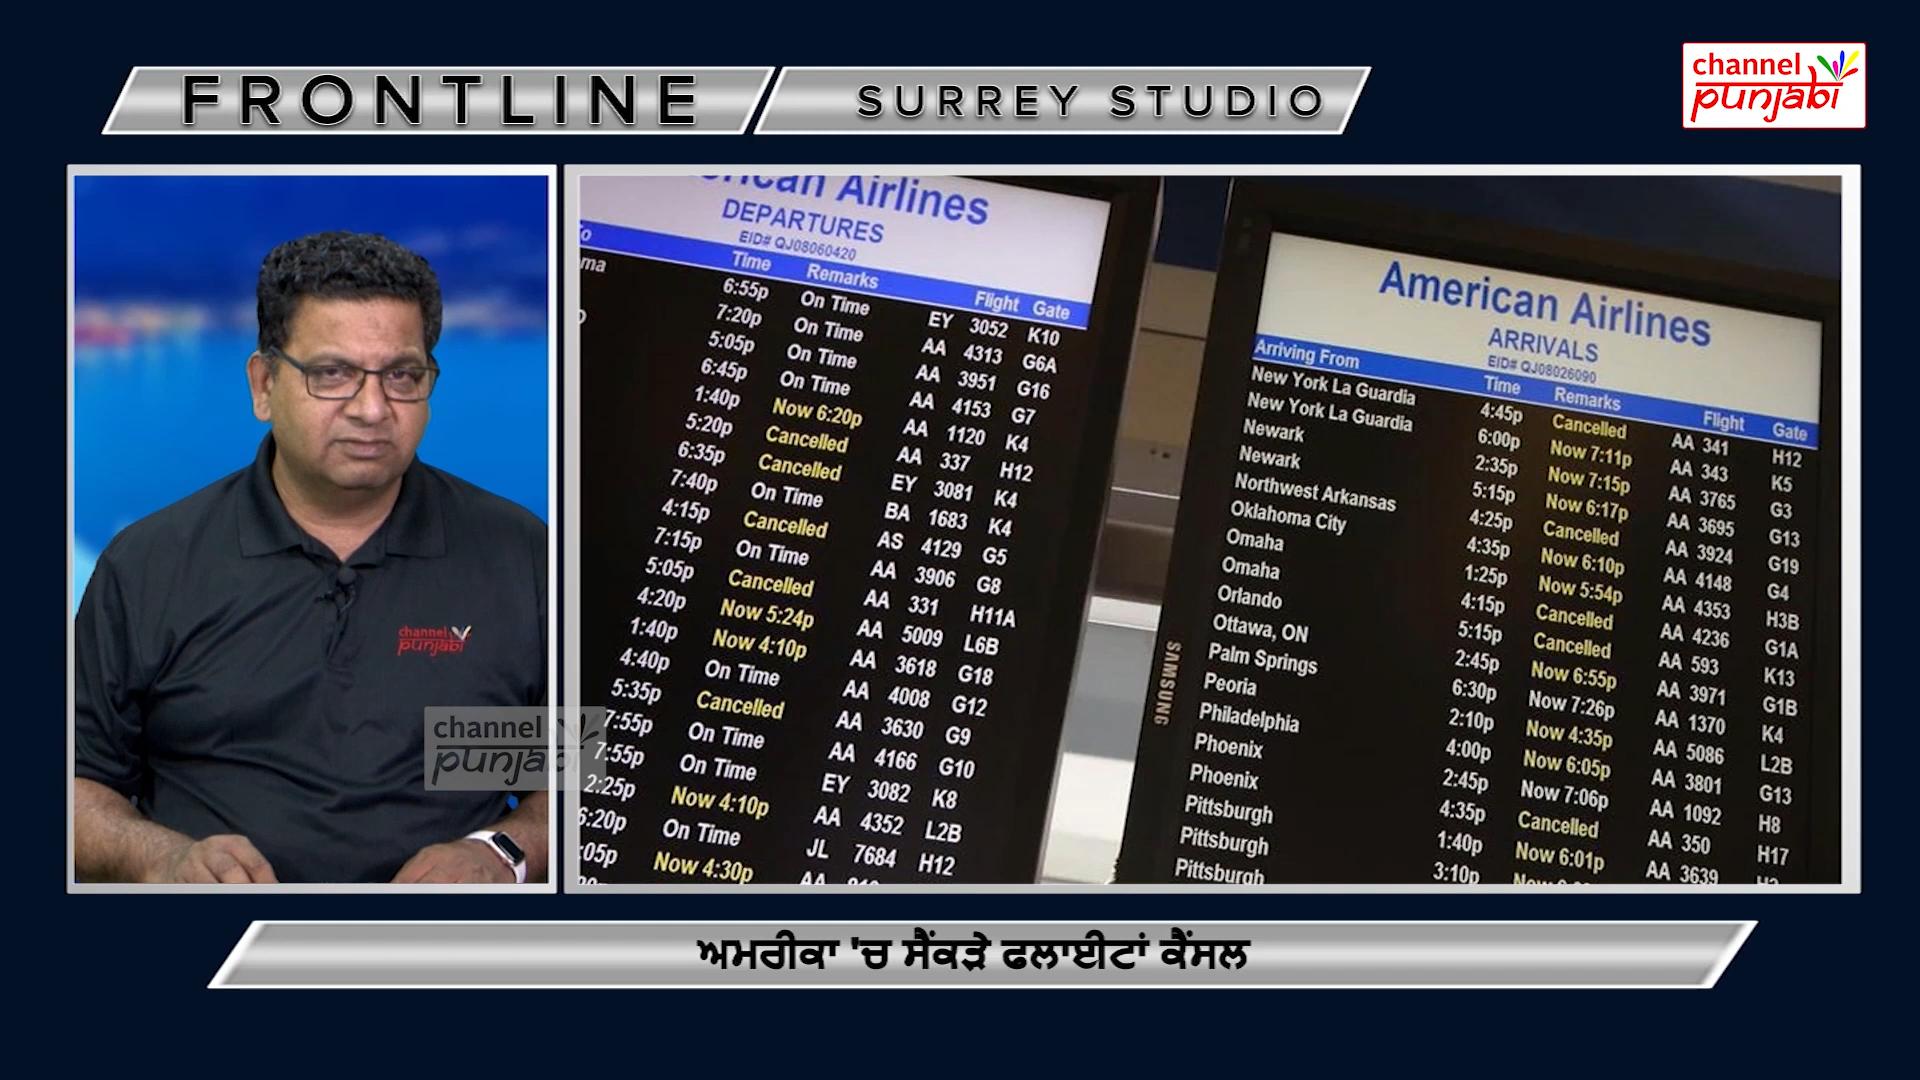 FRONTLINE
SURREY STUDIO
channel
punjabi
American Airlines
DEPARTURES
EID# QJ08060420
Time Remarks Flight Gate
6:55p On Time EY 3052 K10
7:20p On Time AA 4313 G6A
5:05p On Time AA 3951 G16
6:45p On Time AA 4153 G7
1:40p Now 6:20p AA 1120 K4
5:20p Cancelled AA 337 H12
6:35p Cancelled EY 3081 K4
7:40p On Time BA 1683 K4
4:15p Cancelled AS 4129 G5
7:15p On Time AA 3906 G8
5:05p Cancelled AA 331 H11A
4:20p Now 5:24p AA 5009 L6B
1:40p Now 4:10p AA 3618 G18
4:40p On Time AA 4008 G12
5:35p Cancelled AA 3630 G9
7:55p On Time AA 4166 G10
7:55p On Time EY 3082 K8
2:25p Now 4:10p AA 4352 L2B
6:20p On Time JL 7684 H12
:05p Now 4:30p AA
American Airlines
ARRIVALS
EID# QJ08026090
Arriving From Time Remarks Flight Gate
New York La Guardia 4:45p Cancelled AA 341 H12
New York La Guardia 6:00p Now 7:11p AA 343 K5
Newark 2:35p Now 7:15p AA 3765 G3
Newark 5:15p Now 6:17p AA 3695 G13
Northwest Arkansas 4:25p Cancelled AA 3924 G19
Oklahoma City 4:35p Now 6:10p AA 4148 G4
Omaha 1:25p Now 5:54p AA 4353 H3B
Omaha 4:15p Cancelled AA 4236 G1A
Orlando 5:15p Cancelled AA 593 K13
Ottawa, ON 2:45p Now 6:55p AA 3971 G1B
Palm Springs 6:30p Now 7:26p AA 1370 K4
Peoria 2:10p Now 4:35p AA 5086 L2B
Philadelphia 4:00p Now 6:05p AA 3801 G13
Phoenix 2:45p Now 7:06p AA 1092 H8
Phoenix 4:35p Cancelled AA 350 H17
Pittsburgh 1:40p Now 6:01p AA 3639
Pittsburgh 3:10p
Pittsburgh
SAMSUNG
channel
punjabi
channel
punjabi
ਅਮਰੀਕਾ 'ਚ ਸੈਂਕੜੇ ਫਲਾਈਟਾਂ ਕੈਂਸਲ